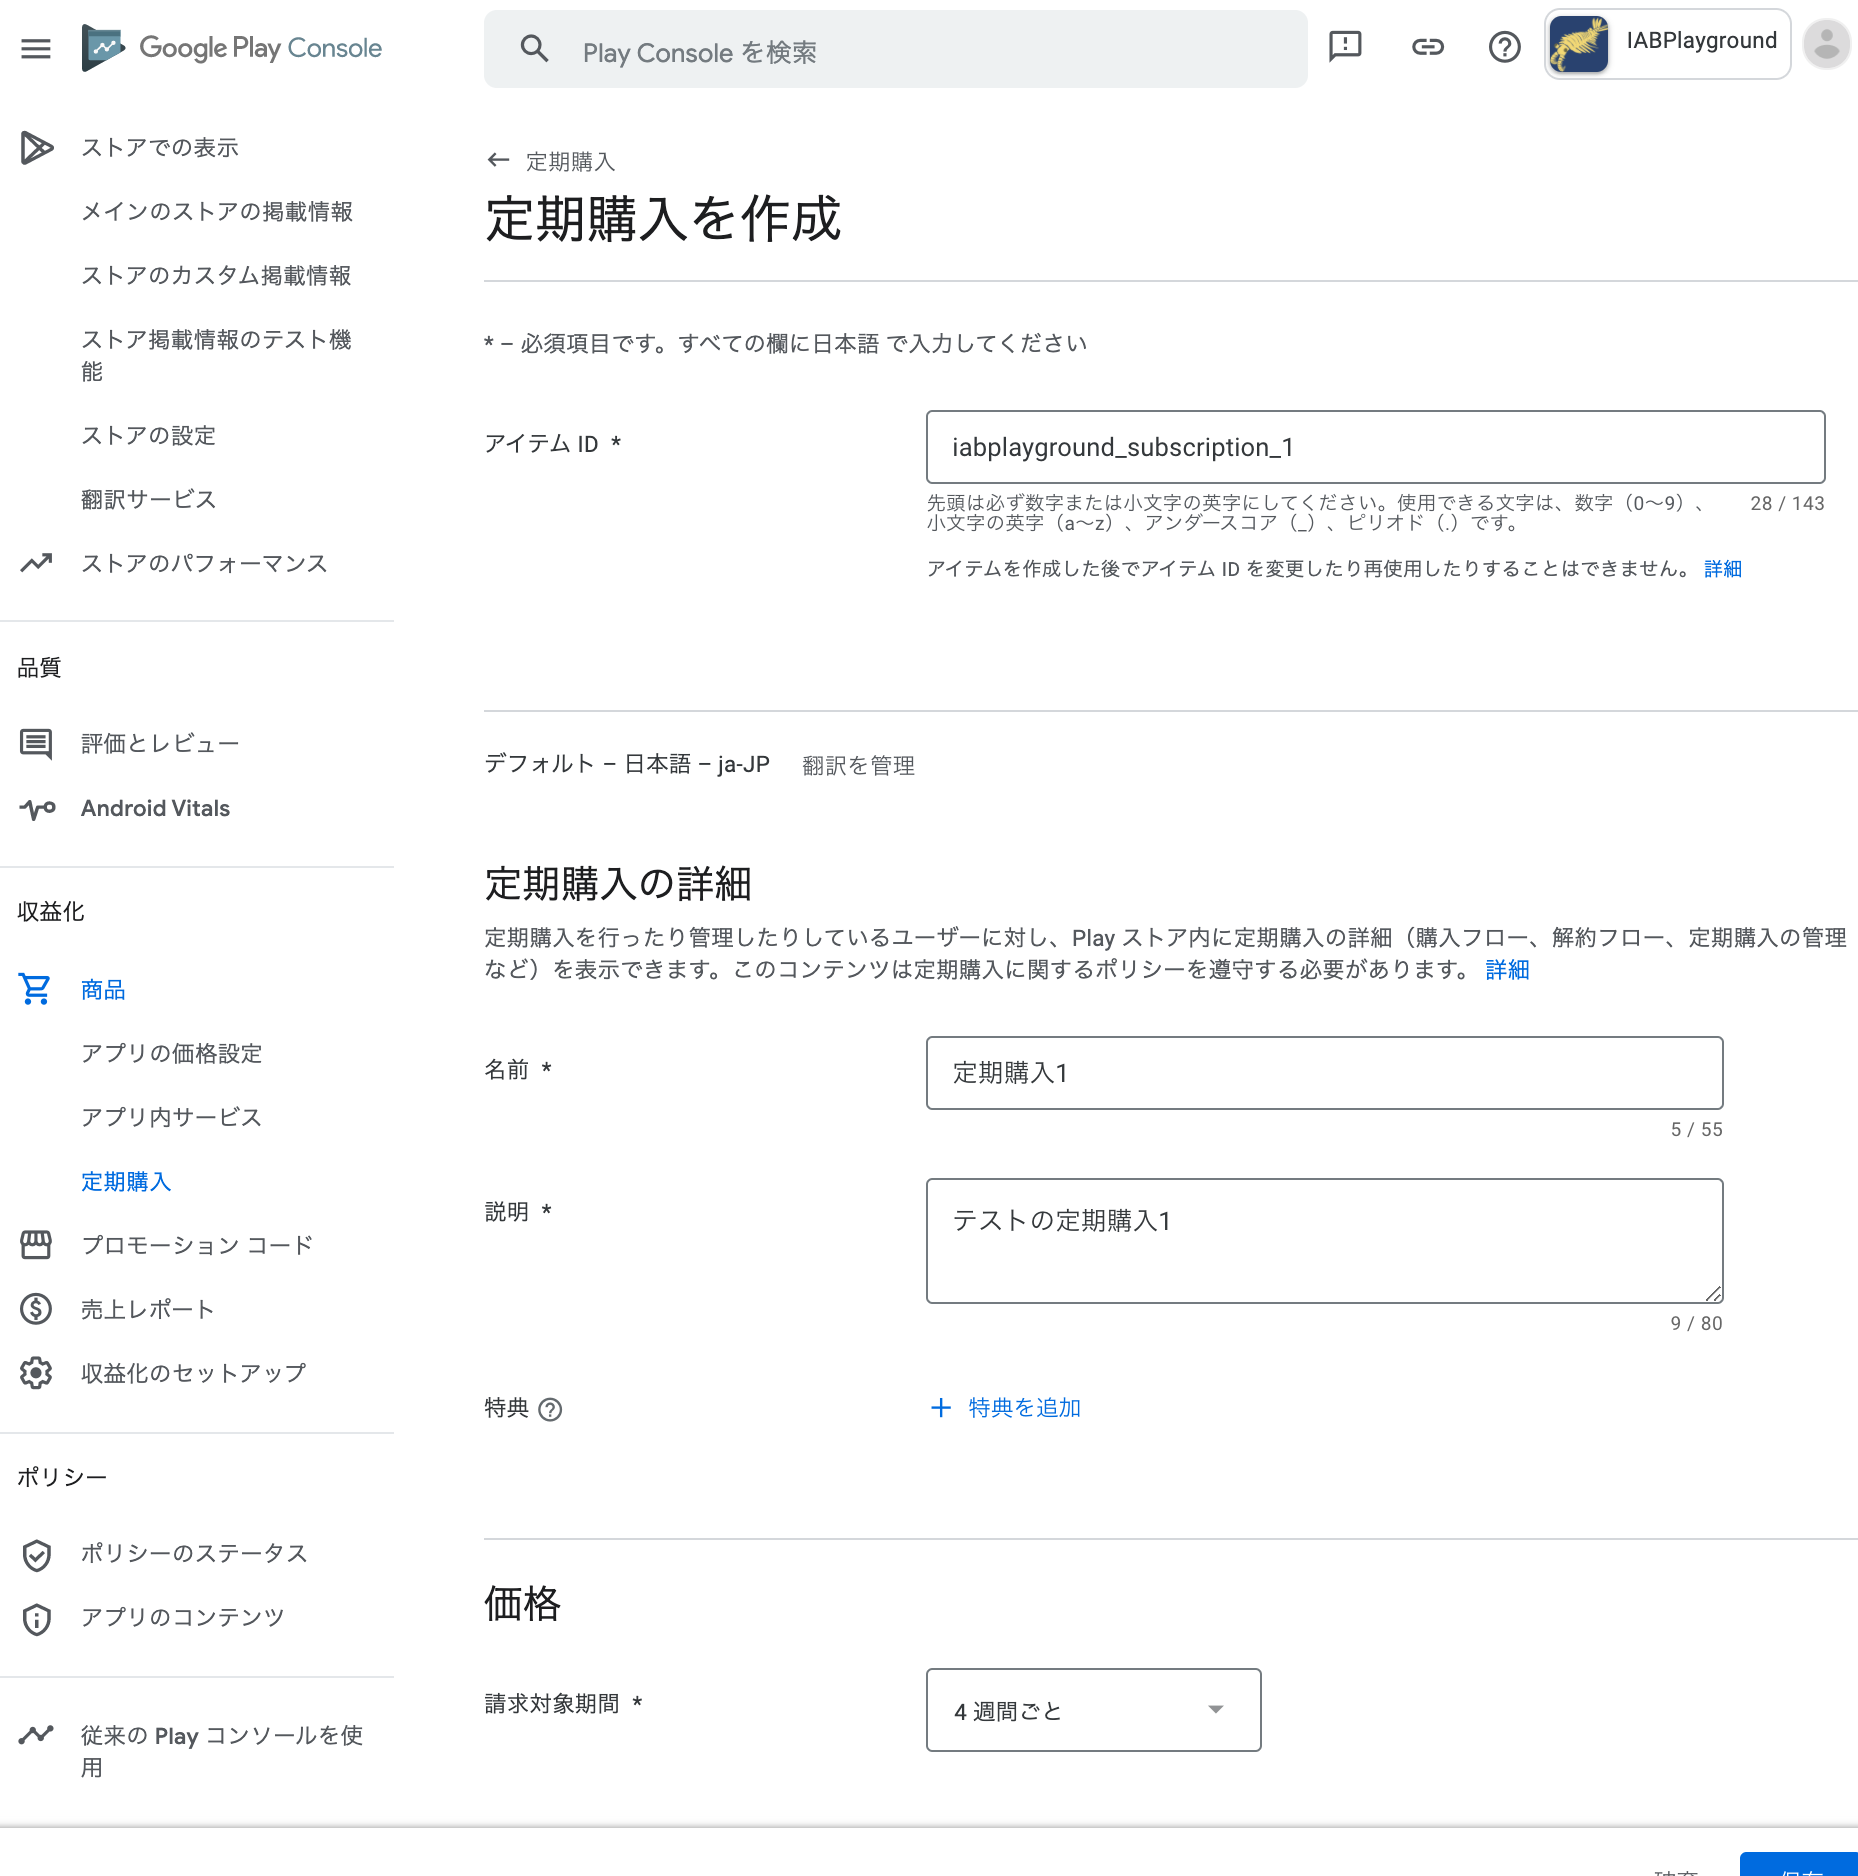 Google Play Console
Play Console を検索
IABPlayground
ストアでの表示
メインのストアの掲載情報
ストアのカスタム掲載情報
ストア掲載情報のテスト機
能
ストアの設定
翻訳サービス
ストアのパフォーマンス
品質
評価とレビュー
Android Vitals
収益化
商品
アプリの価格設定
アプリ内サービス
定期購入
プロモーション コード
売上レポート
収益化のセットアップ
ポリシー
ポリシーのステータス
アプリのコンテンツ
従来の Play コンソールを使
用
← 定期購入
定期購入を作成
* – 必須項目です。すべての欄に日本語 で入力してください
アイテム ID *
iabplayground_subscription_1
先頭は必ず数字または小文字の英字にしてください。使用できる文字は、数字（0～9）、
小文字の英字（a～z）、アンダースコア（_）、ピリオド（.）です。
28 / 143
アイテムを作成した後でアイテム ID を変更したり再使用したりすることはできません。 詳細
デフォルト – 日本語 – ja-JP 翻訳を管理
定期購入の詳細
定期購入を行ったり管理したりしているユーザーに対し、Play ストア内に定期購入の詳細（購入フロー、解約フロー、定期購入の管理
など）を表示できます。このコンテンツは定期購入に関するポリシーを遵守する必要があります。 詳細
名前 *
定期購入1
5 / 55
説明 *
テストの定期購入1
9 / 80
特典
+ 特典を追加
価格
請求対象期間 *
4 週間ごと